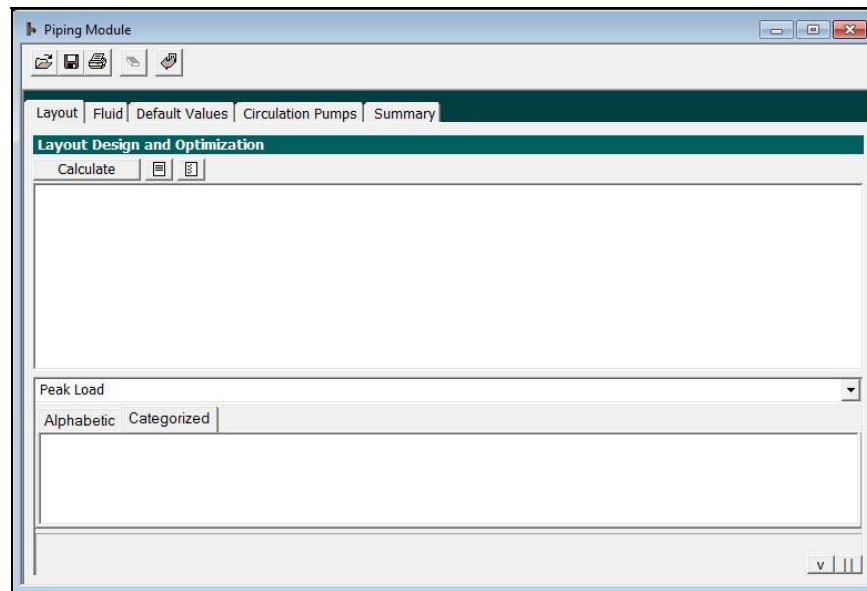 Piping Module
Layout Fluid Default Values Circulation Pumps Summary
Layout Design and Optimization
Calculate
Peak Load
Alphabetic Categorized
v ||